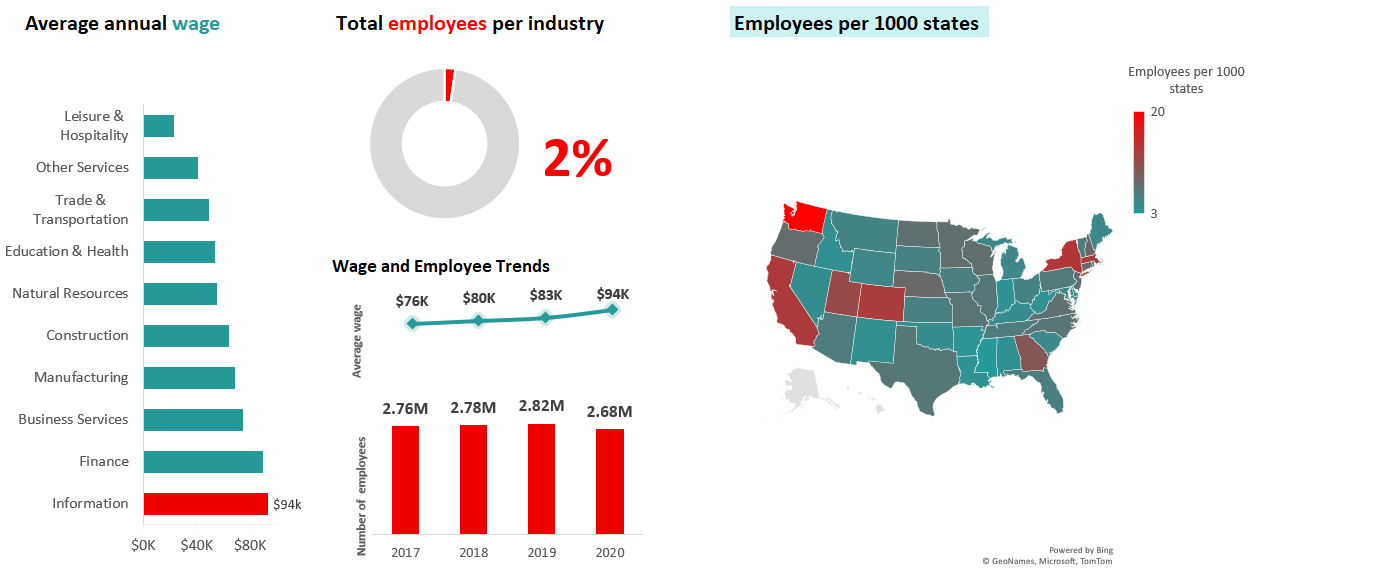 Average annual wage
Leisure &
Hospitality
Other Services
Trade &
Transportation
Education & Health
Natural Resources
Construction
Manufacturing
Business Services
Finance
Information
$94k
$0K $40K $80K
Total employees per industry
2%
Wage and Employee Trends
Average wage
$76K $80K $83K $94K
Number of employees
2.76M 2.78M 2.82M 2.68M
2017 2018 2019 2020
Employees per 1000 states
Employees per 1000
states
20
3
Powered by Bing
© GeoNames, Microsoft, TomTom